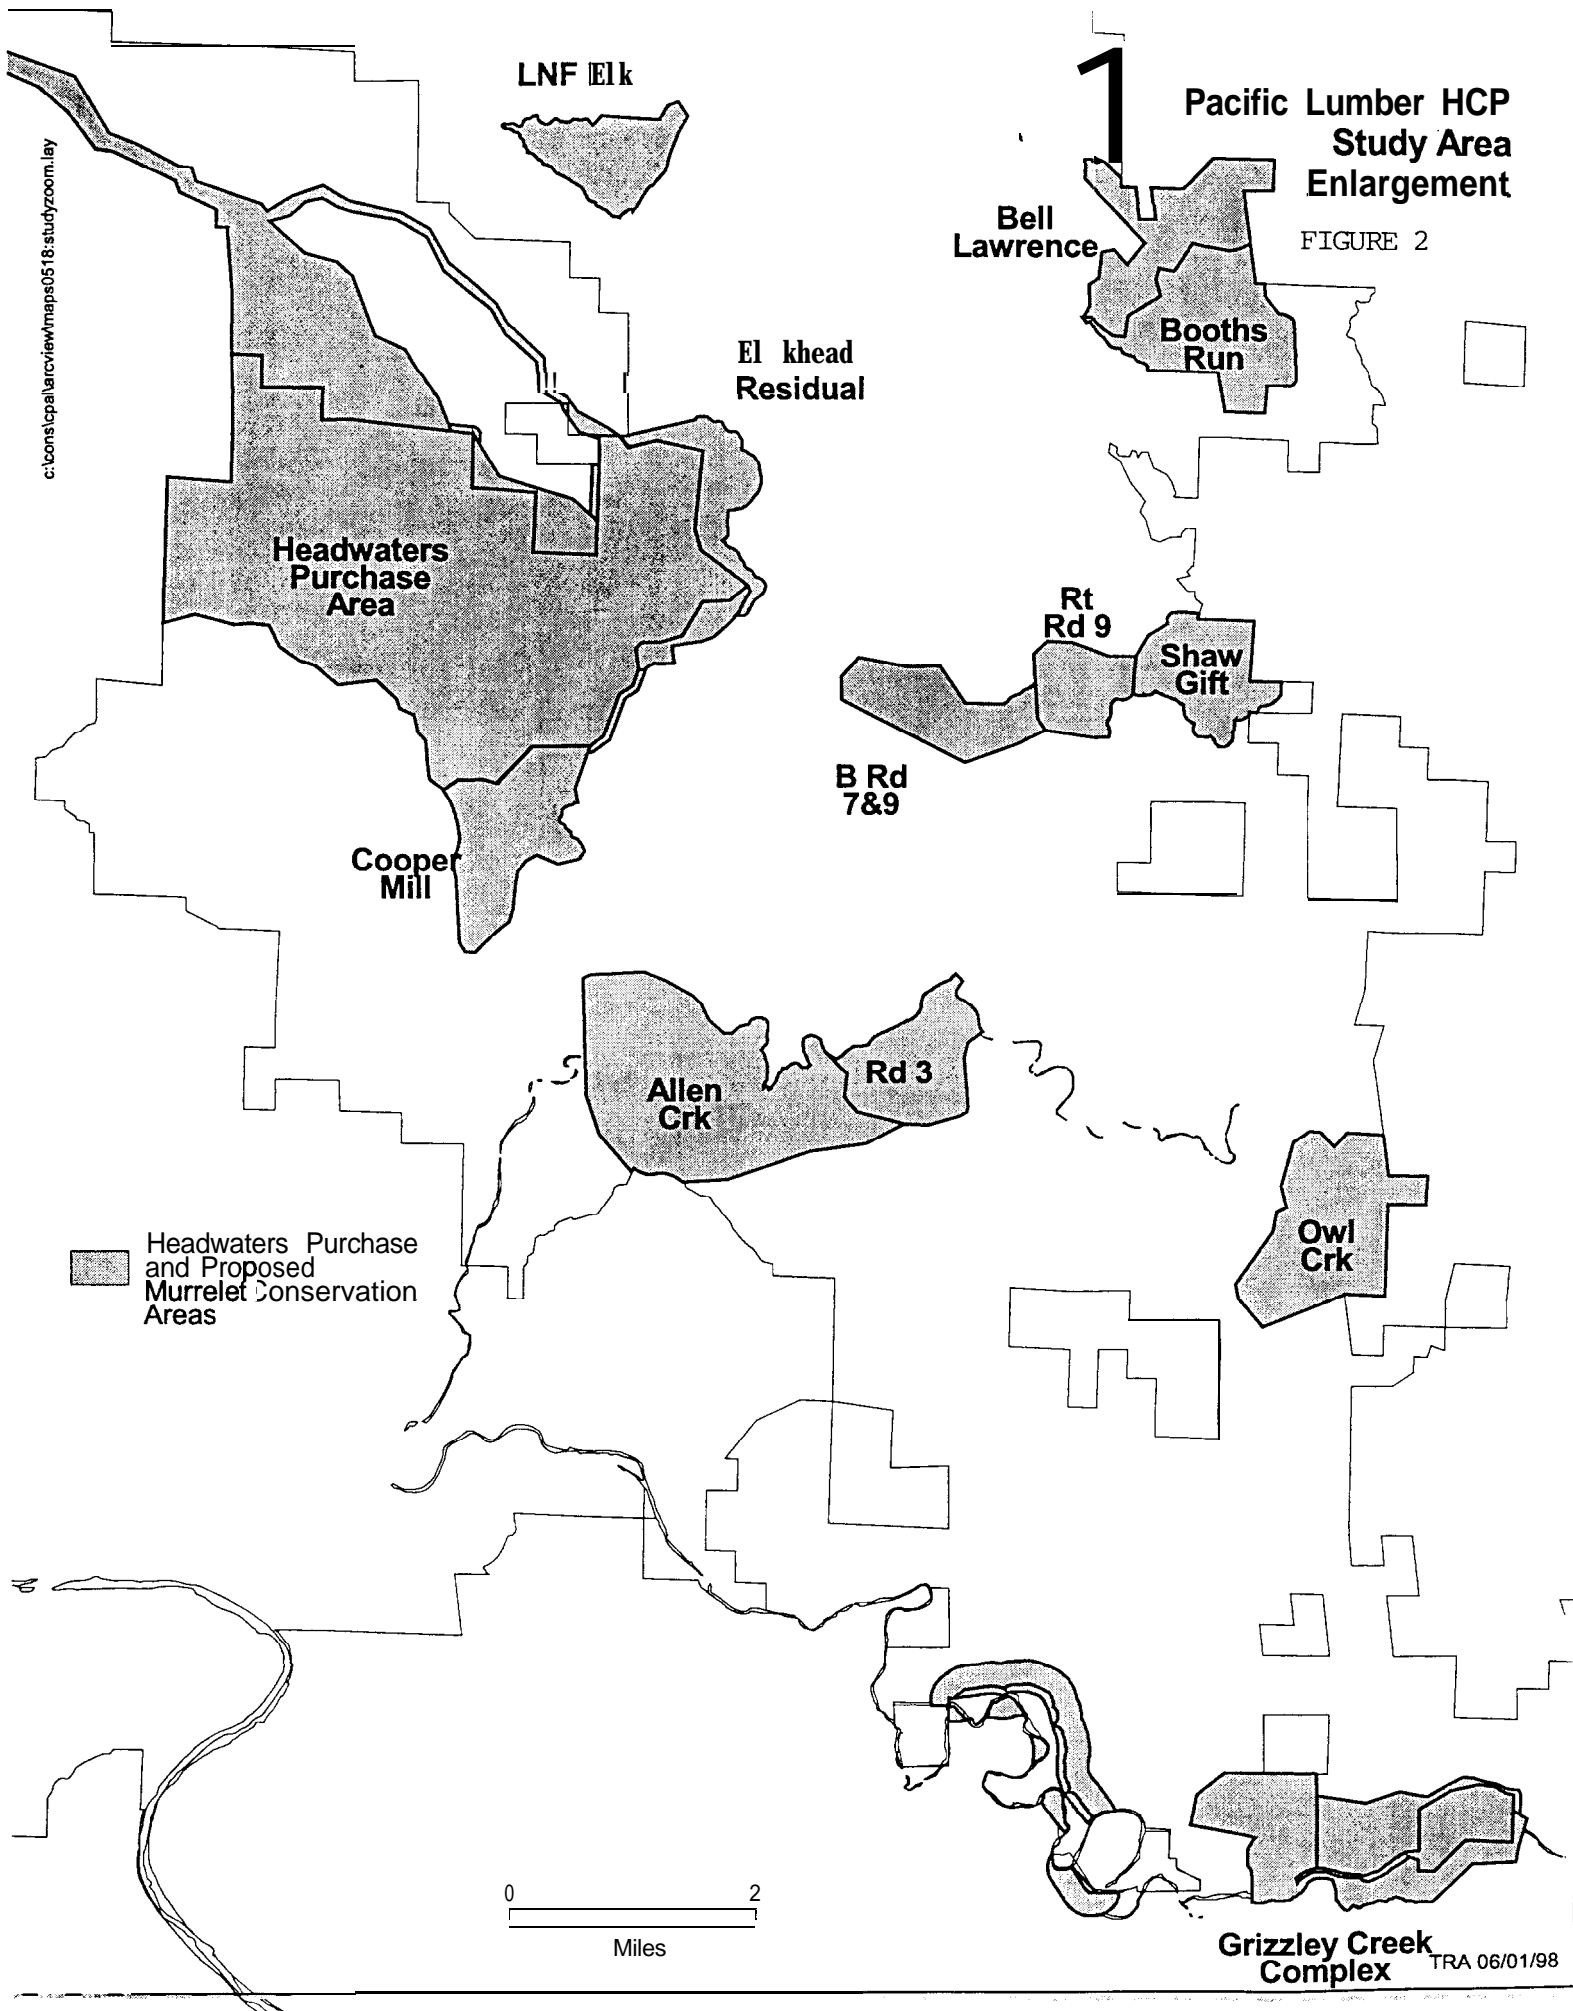 LNF Elk
1
Pacific Lumber HCP
Study Area
Enlargement
FIGURE 2
c:\cons\cpal\arcview\maps0518:studyzoom.lay
Bell
Lawrence
Booths
Run
El khead
Residual
Headwaters
Purchase
Area
Rt
Rd 9
Shaw
Gift
B Rd
7&9
Cooper
Mill
Allen
Crk
Rd 3
Owl
Crk
Headwaters Purchase
and Proposed
Murrelet Conservation
Areas
0 2
Miles
Grizzley Creek
Complex
TRA 06/01/98